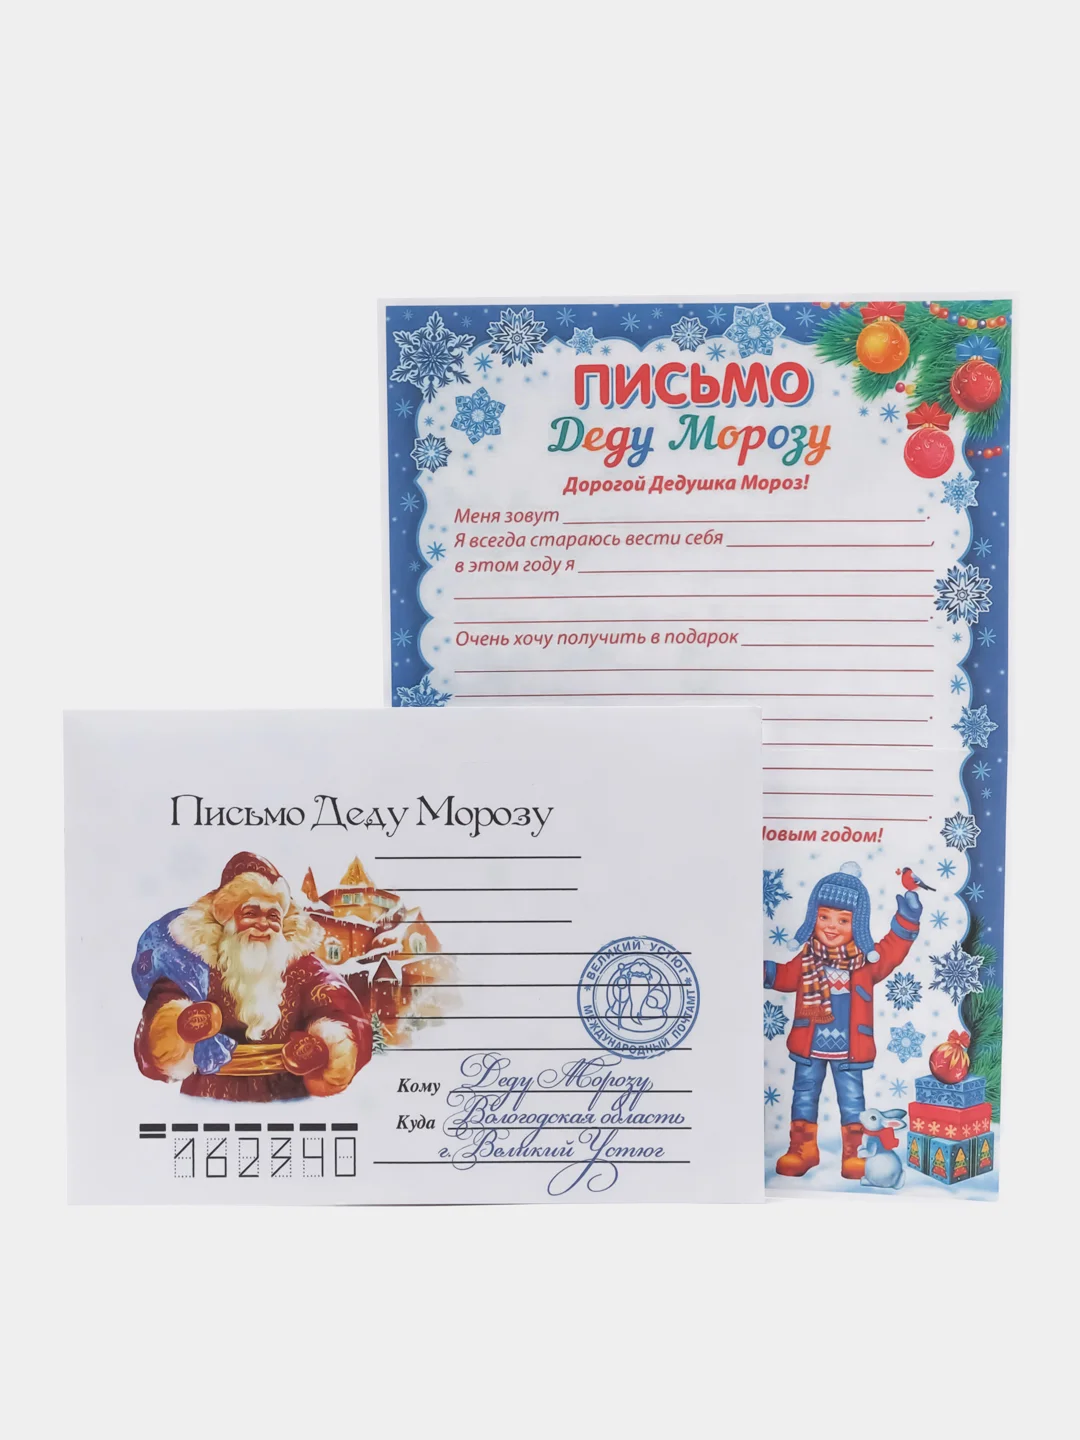 ПИСЬМО
Деду Морозу
Дорогой Дедушка Мороз!
Меня зовут
Я всегда стараюсь вести себя
в этом году я
Очень хочу получить в подарок
годом!
Письмо Деду Морозу
ВЕЛИКИЙ УСТЮГ
МЕЖДУНАРОДНЫЙ ПОЧТАМТ
Кому Деду Морозу
Куда Вологодская область
г. Великий Устюг
162340